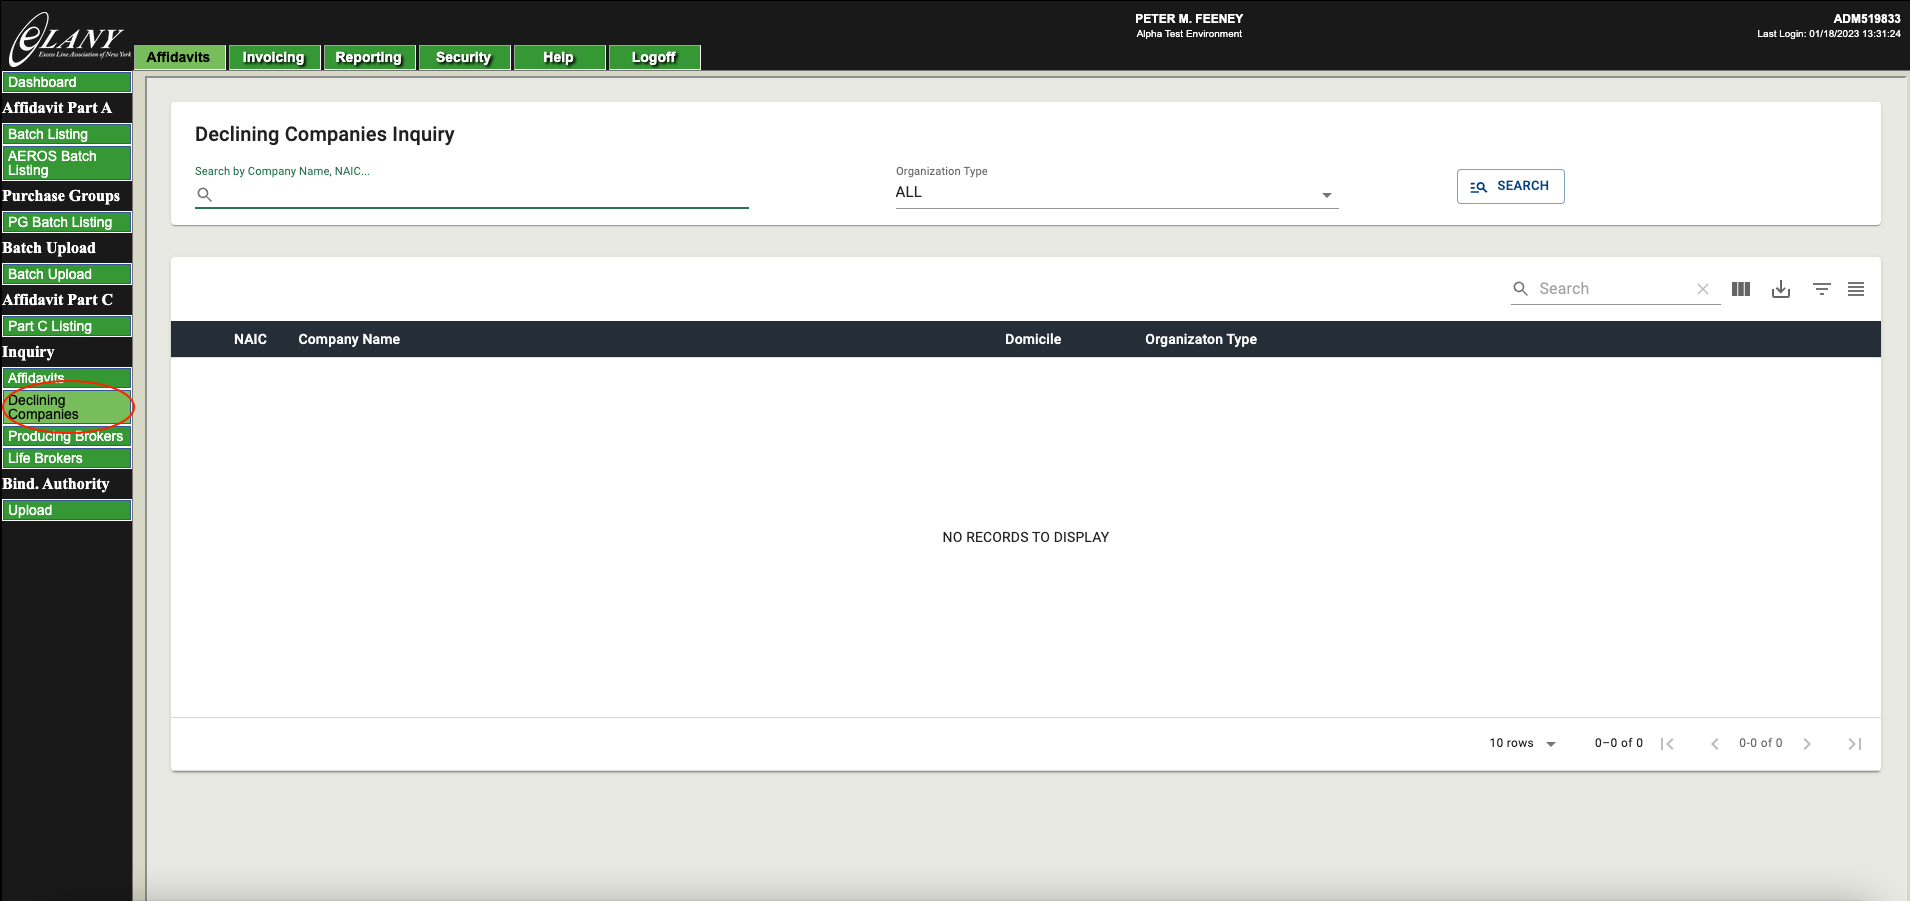 eLANY
Excess Line Association of New York
PETER M. FEENEY
Alpha Test Environment
ADM519833
Last Login: 01/18/2023 13:31:24
Affidavits
Invoicing
Reporting
Security
Help
Logoff
Dashboard
Affidavit Part A
Batch Listing
AEROS Batch
Listing
Purchase Groups
PG Batch Listing
Batch Upload
Batch Upload
Affidavit Part C
Part C Listing
Inquiry
Affidavits
Declining
Companies
Producing Brokers
Life Brokers
Bind. Authority
Upload
Declining Companies Inquiry
Search by Company Name, NAIC...
Organization Type
ALL
SEARCH
Search
NAIC
Company Name
Domicile
Organizaton Type
NO RECORDS TO DISPLAY
10 rows
0–0 of 0
0-0 of 0